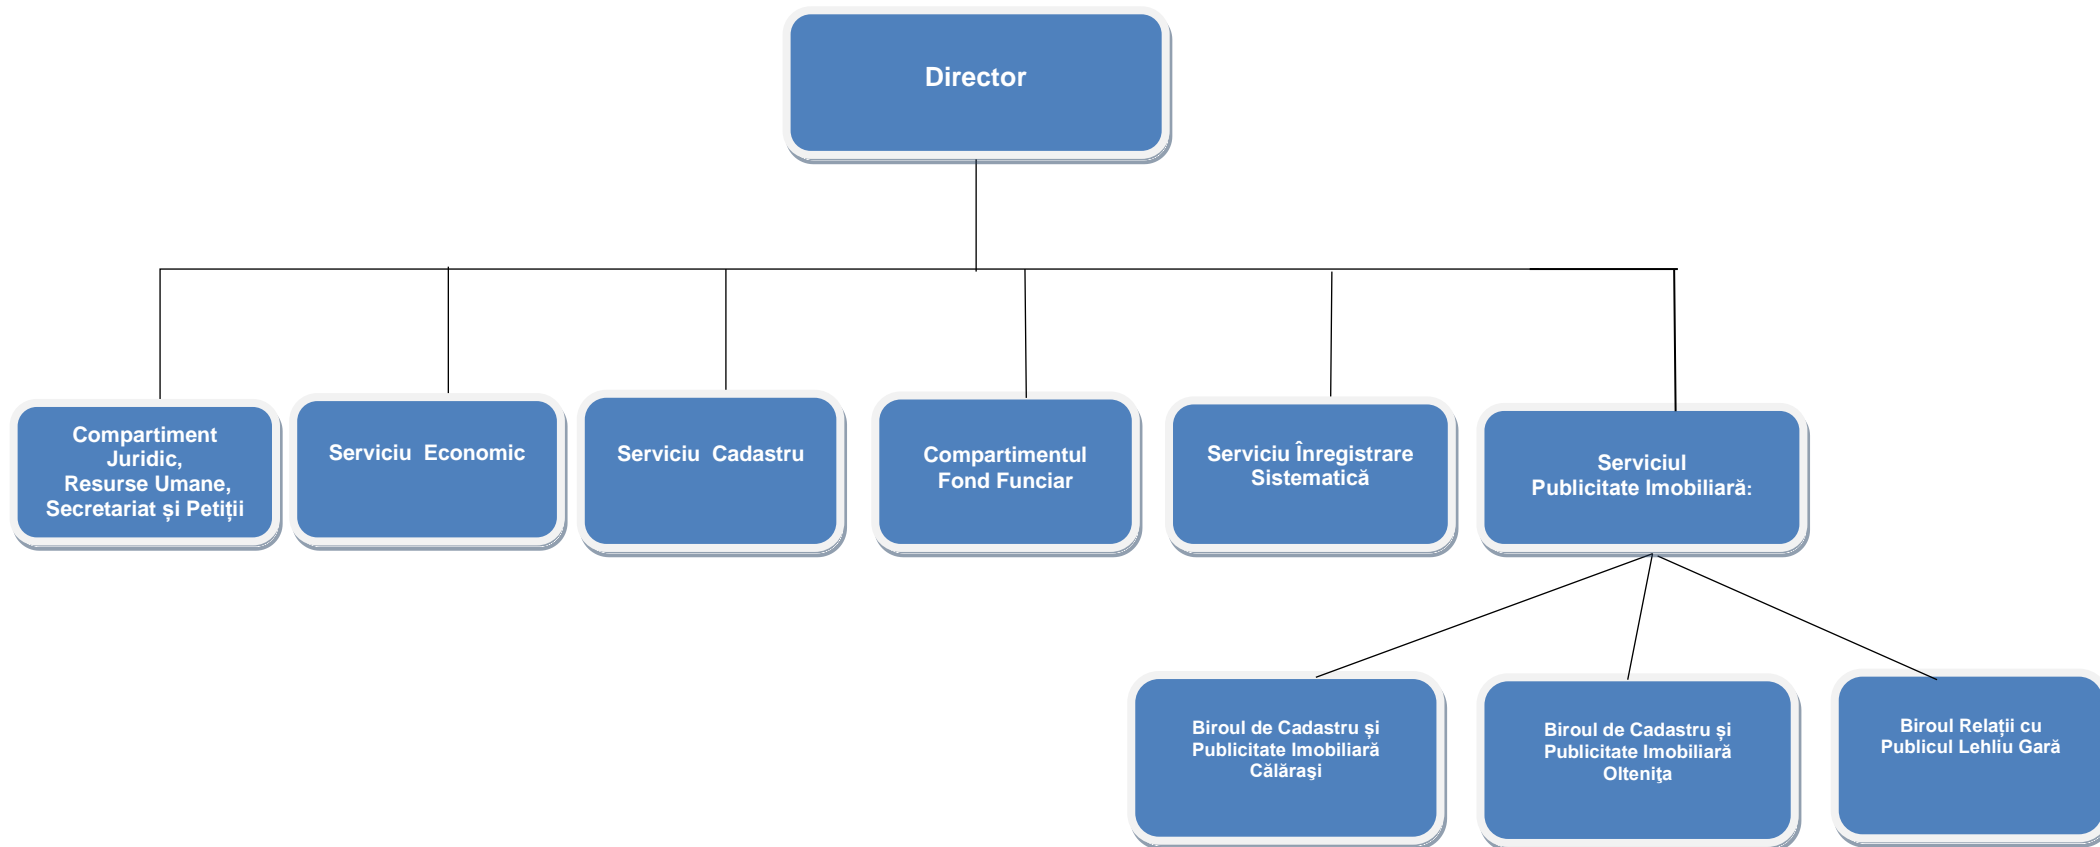 Director
Compartiment
Juridic,
Resurse Umane,
Secretariat și Petiții
Serviciu  Economic
Serviciu  Cadastru
Compartimentul
Fond Funciar
Serviciu Înregistrare
Sistematică
Serviciul
Publicitate Imobiliară:
Biroul de Cadastru și
Publicitate Imobiliară
Călăraşi
Biroul de Cadastru și
Publicitate Imobiliară
Olteniţa
Biroul Relații cu
Publicul Lehliu Gară